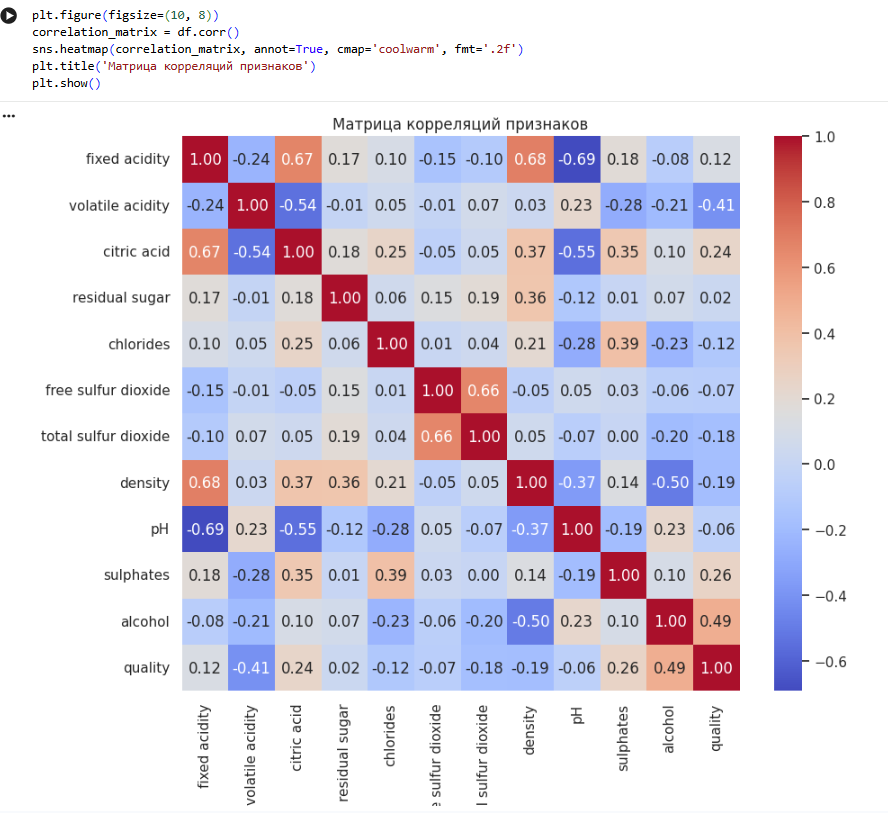 plt.figure(figsize=(10, 8))
correlation_matrix = df.corr()
sns.heatmap(correlation_matrix, annot=True, cmap='coolwarm', fmt='.2f')
plt.title('Матрица корреляций признаков')
plt.show()
Матрица корреляций признаков
fixed acidity 1.00 -0.24 0.67 0.17 0.10 -0.15 -0.10 0.68 -0.69 0.18 -0.08 0.12
volatile acidity -0.24 1.00 -0.54 -0.01 0.05 -0.01 0.07 0.03 0.23 -0.28 -0.21 -0.41
citric acid 0.67 -0.54 1.00 0.18 0.25 -0.05 0.05 0.37 -0.55 0.35 0.10 0.24
residual sugar 0.17 -0.01 0.18 1.00 0.06 0.15 0.19 0.36 -0.12 0.01 0.07 0.02
chlorides 0.10 0.05 0.25 0.06 1.00 0.01 0.04 0.21 -0.28 0.39 -0.23 -0.12
free sulfur dioxide -0.15 -0.01 -0.05 0.15 0.01 1.00 0.66 -0.05 0.05 0.03 -0.06 -0.07
total sulfur dioxide -0.10 0.07 0.05 0.19 0.04 0.66 1.00 0.05 -0.07 0.00 -0.20 -0.18
density 0.68 0.03 0.37 0.36 0.21 -0.05 0.05 1.00 -0.37 0.14 -0.50 -0.19
pH -0.69 0.23 -0.55 -0.12 -0.28 0.05 -0.07 -0.37 1.00 -0.19 0.23 -0.06
sulphates 0.18 -0.28 0.35 0.01 0.39 0.03 0.00 0.14 -0.19 1.00 0.10 0.26
alcohol -0.08 -0.21 0.10 0.07 -0.23 -0.06 -0.20 -0.50 0.23 0.10 1.00 0.49
quality 0.12 -0.41 0.24 0.02 -0.12 -0.07 -0.18 -0.19 -0.06 0.26 0.49 1.00
fixed acidity
volatile acidity
citric acid
residual sugar
chlorides
e sulfur dioxide
l sulfur dioxide
density
pH
sulphates
alcohol
quality
1.0
0.8
0.6
0.4
0.2
0.0
−0.2
−0.4
−0.6